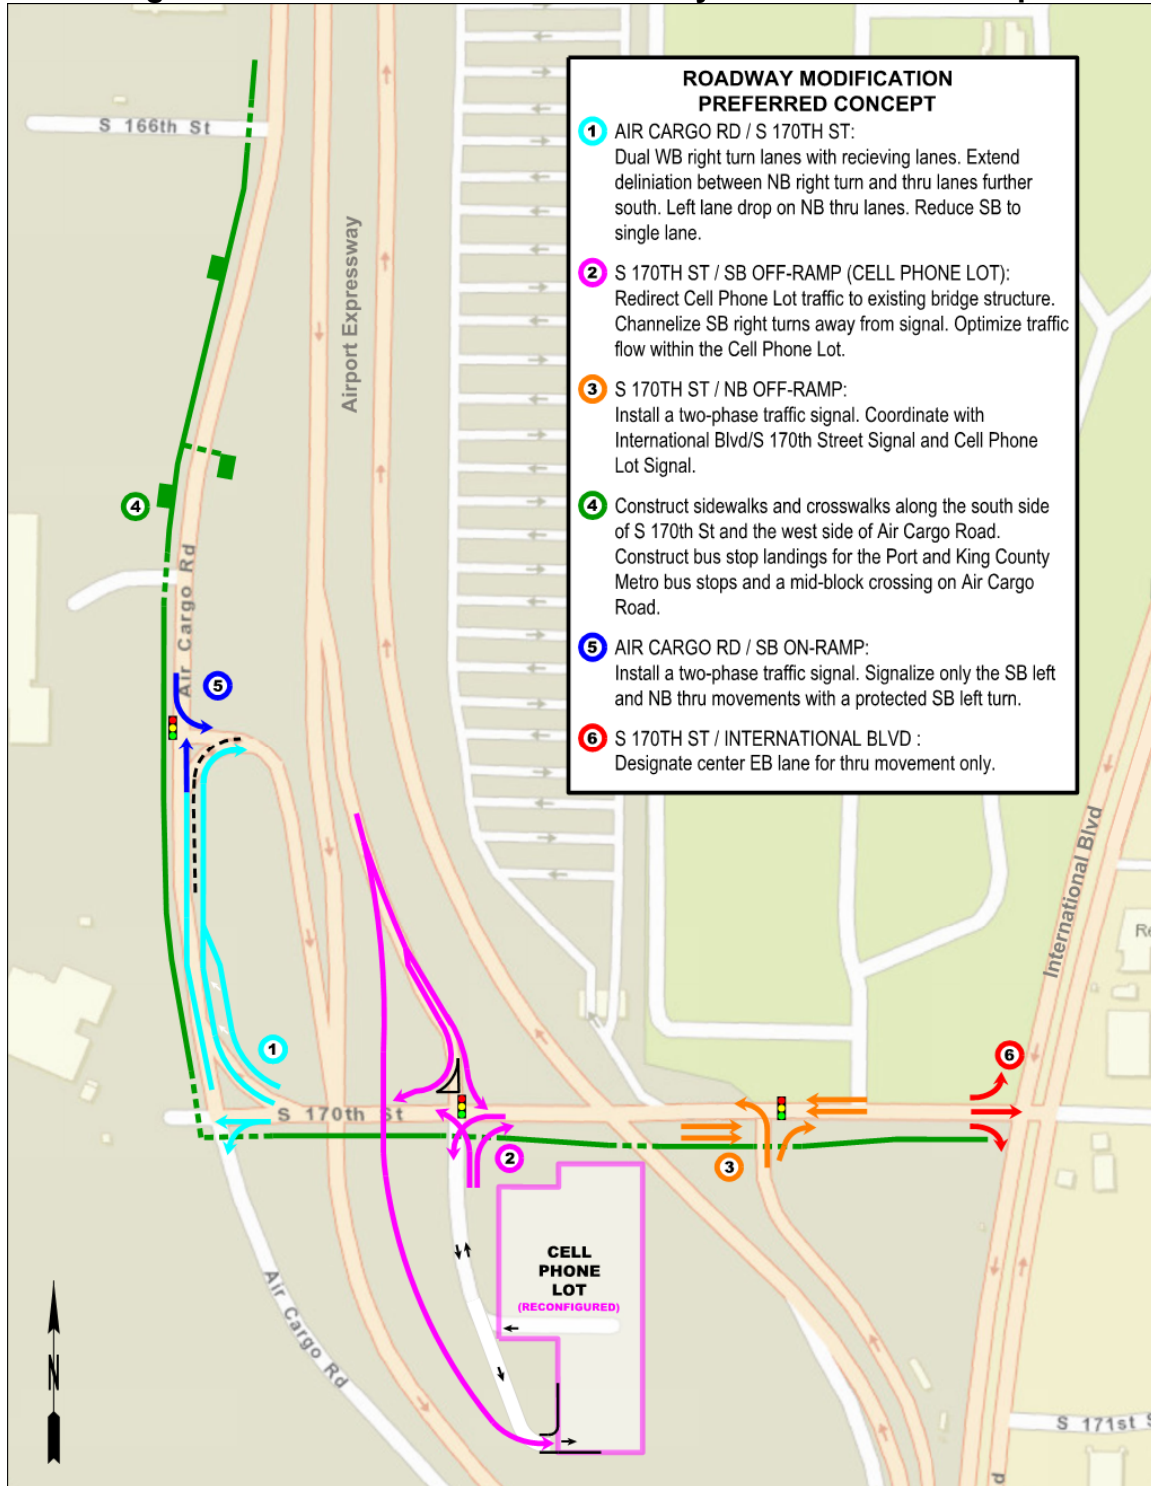 S 166th St
Airport Expressway
ROADWAY MODIFICATION
PREFERRED CONCEPT
1 AIR CARGO RD / S 170TH ST:
Dual WB right turn lanes with recieving lanes. Extend
deliniation between NB right turn and thru lanes further
south. Left lane drop on NB thru lanes. Reduce SB to
single lane.
2 S 170TH ST / SB OFF-RAMP (CELL PHONE LOT):
Redirect Cell Phone Lot traffic to existing bridge structure.
Channelize SB right turns away from signal. Optimize traffic
flow within the Cell Phone Lot.
3 S 170TH ST / NB OFF-RAMP:
Install a two-phase traffic signal. Coordinate with
International Blvd/S 170th Street Signal and Cell Phone
Lot Signal.
4 Construct sidewalks and crosswalks along the south side
of S 170th St and the west side of Air Cargo Road.
Construct bus stop landings for the Port and King County
Metro bus stops and a mid-block crossing on Air Cargo
Road.
5 AIR CARGO RD / SB ON-RAMP:
Install a two-phase traffic signal. Signalize only the SB left
and NB thru movements with a protected SB left turn.
6 S 170TH ST / INTERNATIONAL BLVD :
Designate center EB lane for thru movement only.
4
Air Cargo Rd
5
International Blvd
1
6
S 170th St
2
3
CELL
PHONE
LOT
(RECONFIGURED)
Air Cargo Rd
N
S 171st S